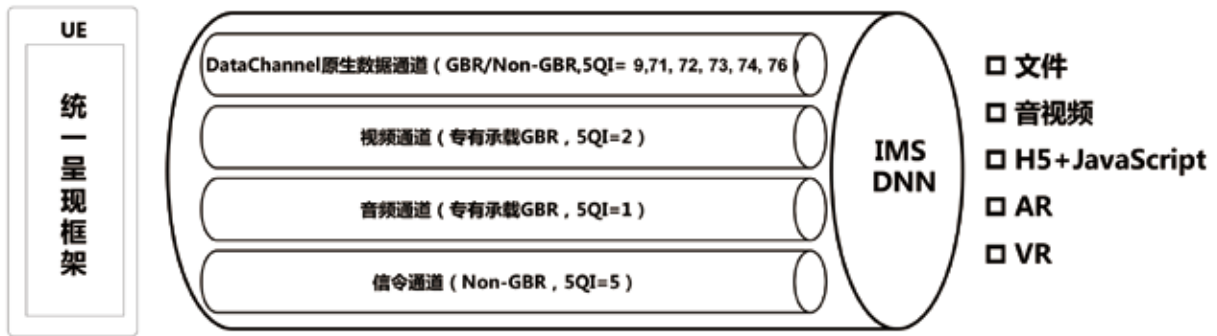 UE
统一呈现框架
DataChannel原生数据通道（GBR/Non-GBR,5QI= 9,71, 72, 73, 74, 76）
视频通道（专有承载GBR，5QI=2）
音频通道（专有承载GBR，5QI=1）
信令通道（Non-GBR，5QI=5）
IMS
DNN
文件
音视频
H5+JavaScript
AR
VR